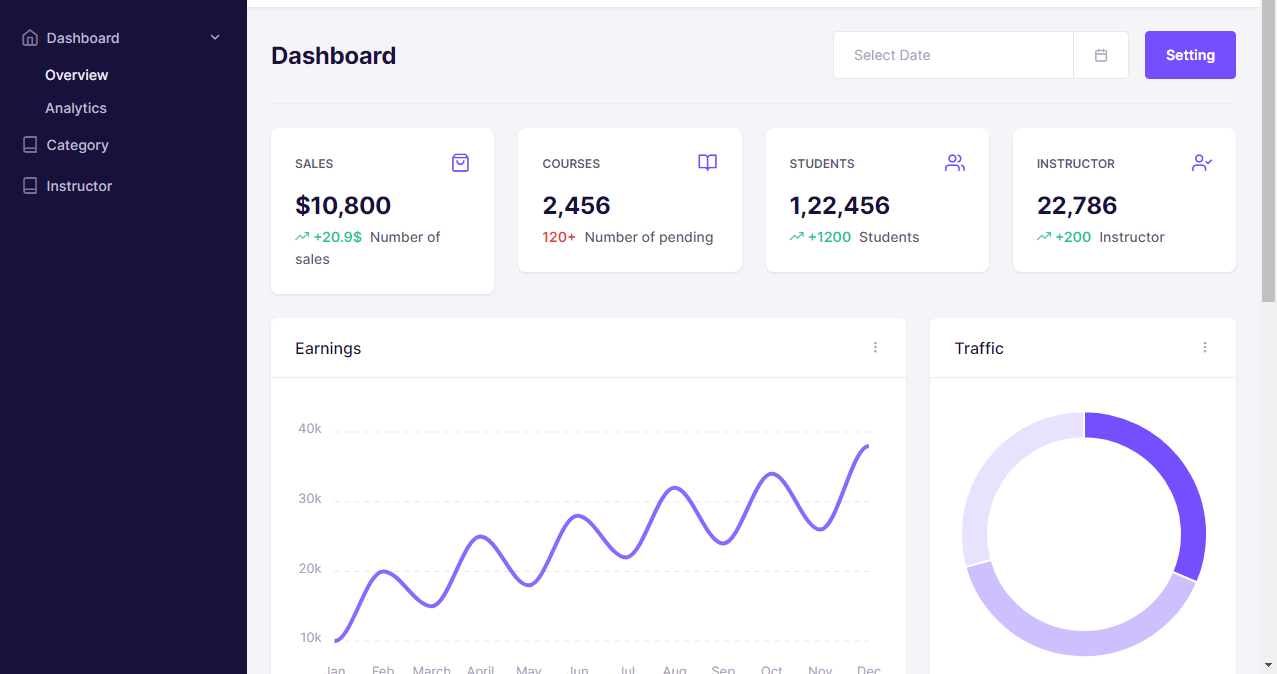 Dashboard
Overview
Analytics
Category
Instructor
Dashboard
Select Date
Setting
SALES
$10,800
+20.9$ Number of
sales
COURSES
2,456
120+ Number of pending
STUDENTS
1,22,456
+1200 Students
INSTRUCTOR
22,786
+200 Instructor
Earnings
40k
30k
20k
10k
Jan Feb March April May Jun Jul Aug Sep Oct Nov Dec
Traffic